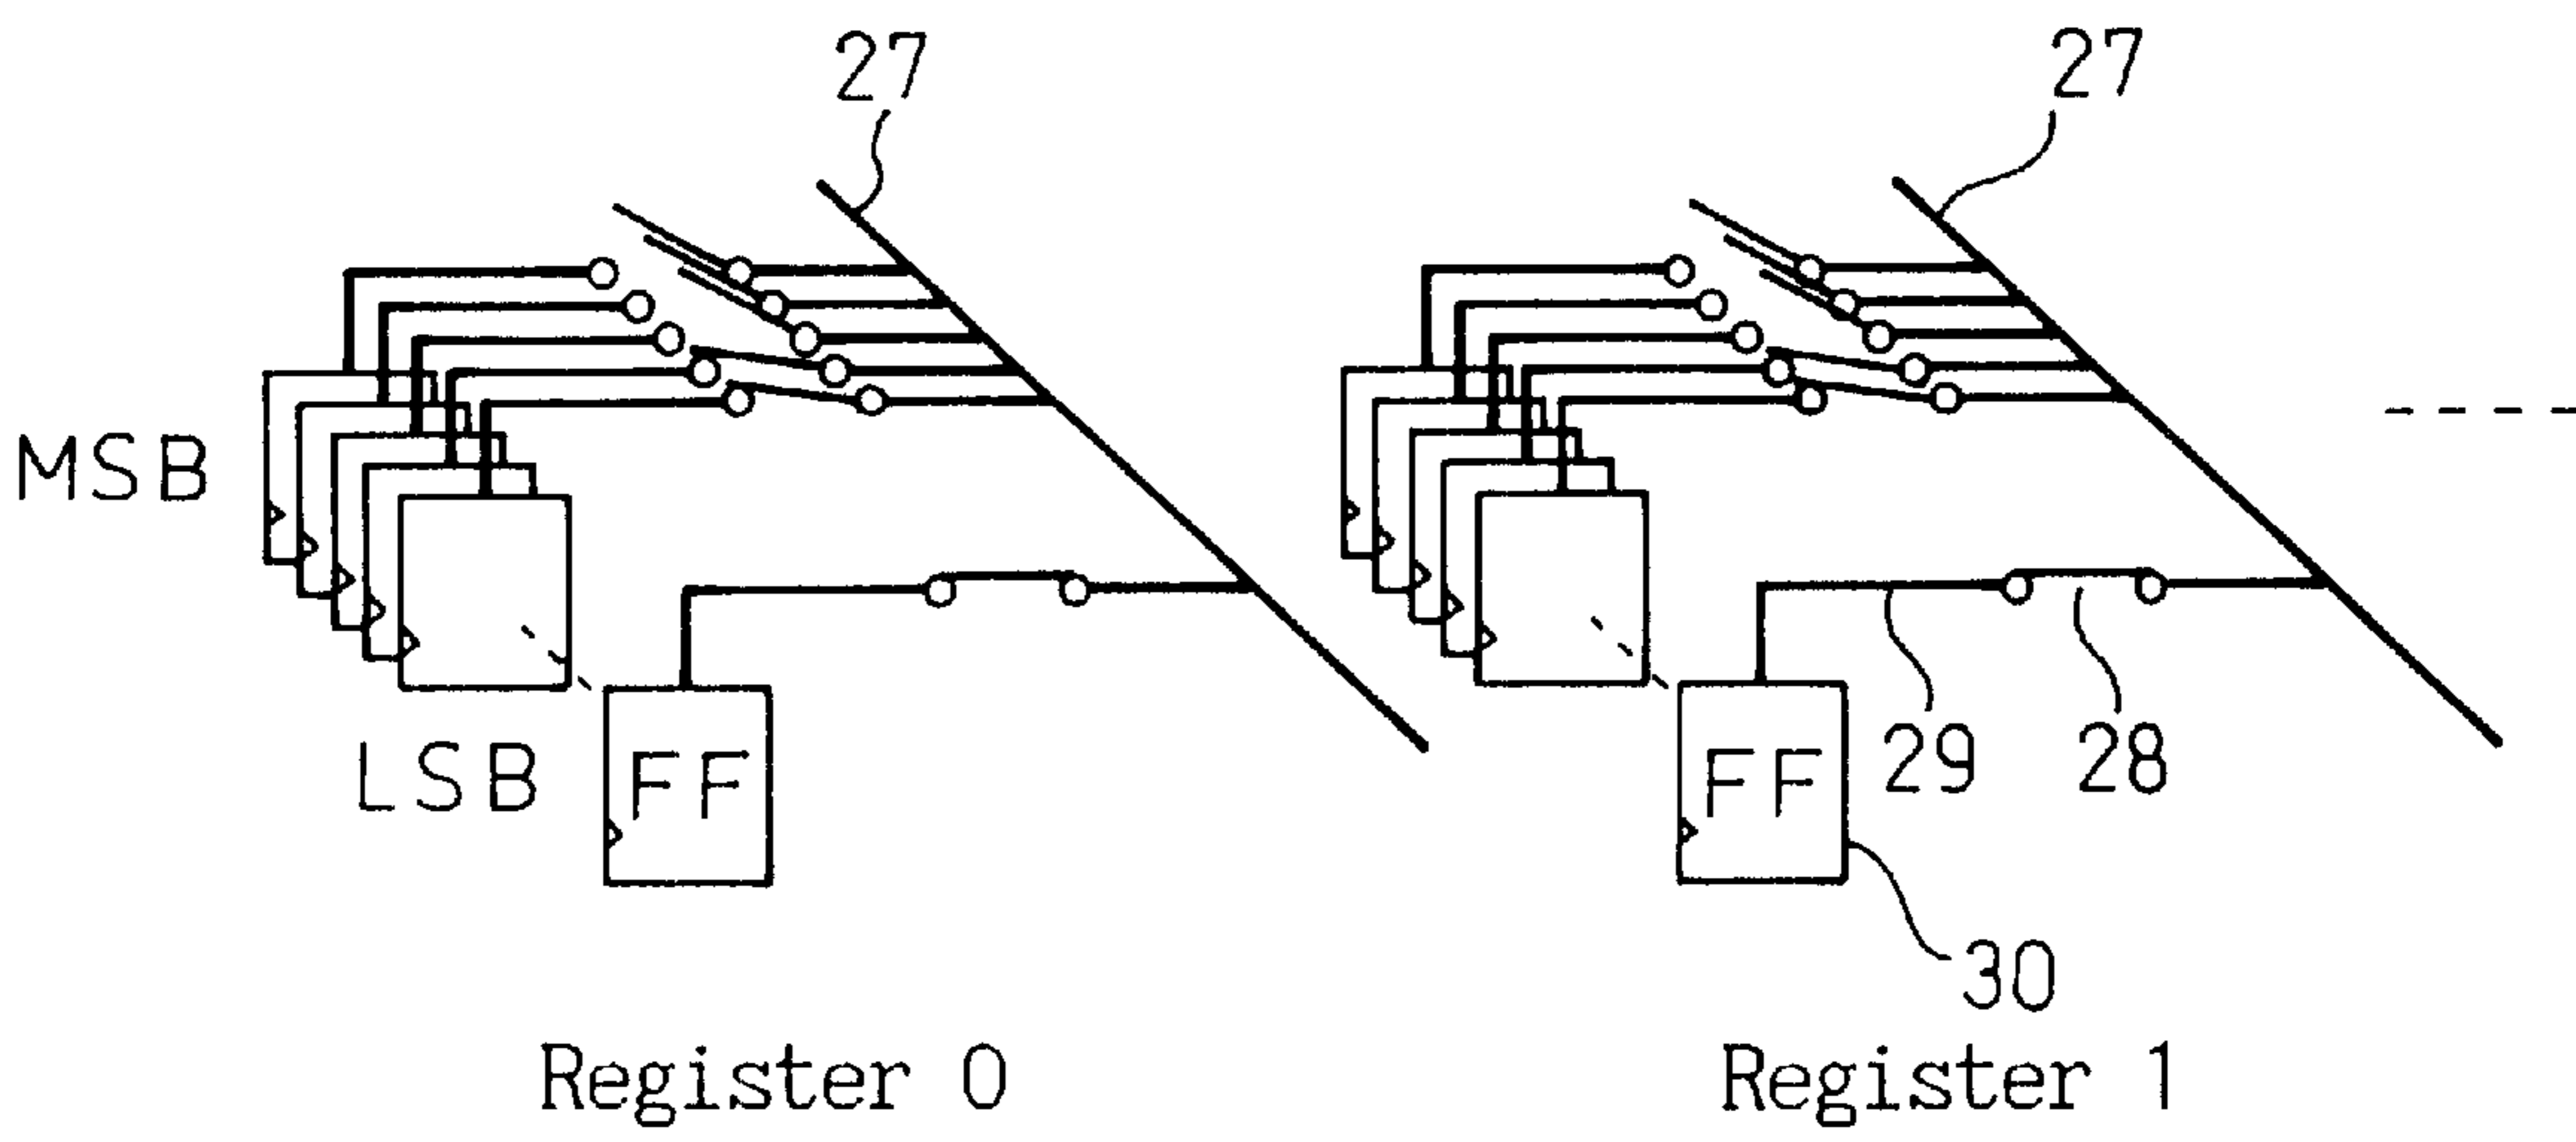 27 27
MSB
LSB FF FF 29 28
30
Register 0 Register 1